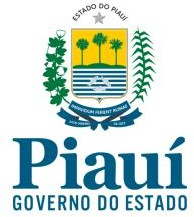 ESTADO DO PIAUÍ
IMPAVIDUM FERIENT RUINAE
Piauí
GOVERNO DO ESTADO